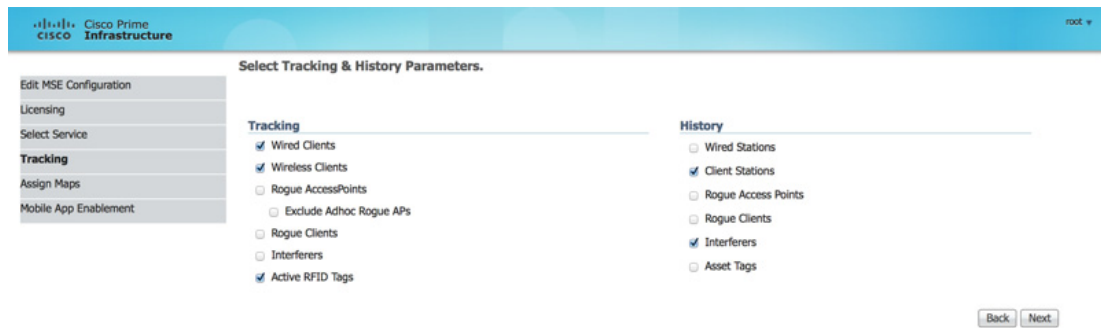 Cisco Prime
CISCO Infrastructure
root
Select Tracking & History Parameters.
Edit MSE Configuration
Licensing
Select Service
Tracking
Assign Maps
Mobile App Enablement
Tracking
Wired Clients
Wireless Clients
Rogue AccessPoints
Exclude Adhoc Rogue APs
Rogue Clients
Interferers
Active RFID Tags
History
Wired Stations
Client Stations
Rogue Access Points
Rogue Clients
Interferers
Asset Tags
Back Next